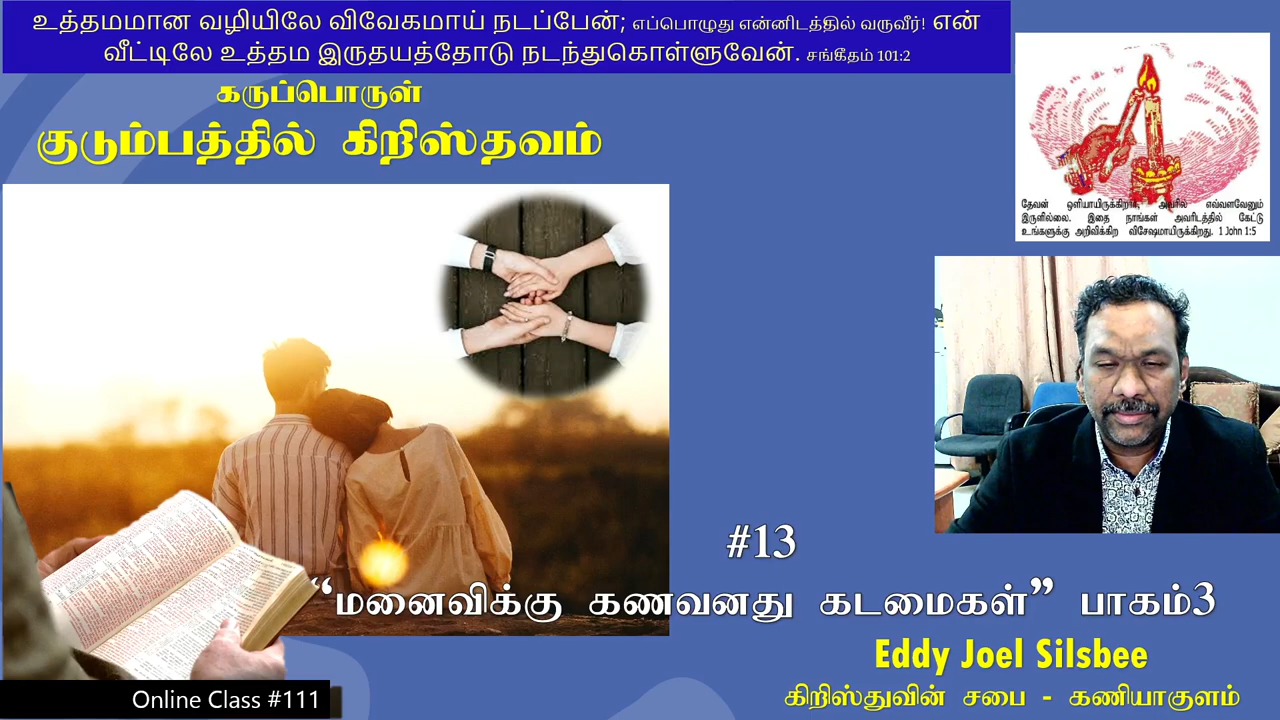 உத்தமமான வழியிலே விவேகமாய் நடப்பேன்; எப்பொழுது என்னிடத்தில் வருவீர்! என்
வீட்டிலே உத்தம இருதயத்தோடு நடந்துகொள்ளுவேன். சங்கீதம் 101:2
கருப்பொருள்
குடும்பத்தில் கிறிஸ்தவம்
தேவன் ஒளியாயிருக்கிறார், அவரில் எவ்வளவேனும்
இருளில்லை. இதை நாங்கள் அவரிடத்தில் கேட்டு
உங்களுக்கு அறிவிக்கிற விசேஷமாயிருக்கிறது. 1 John 1:5
#13
“மனைவிக்கு கணவனது கடமைகள்” பாகம்3
Eddy Joel Silsbee
கிறிஸ்துவின் சபை - கணியாகுளம்
Online Class #111